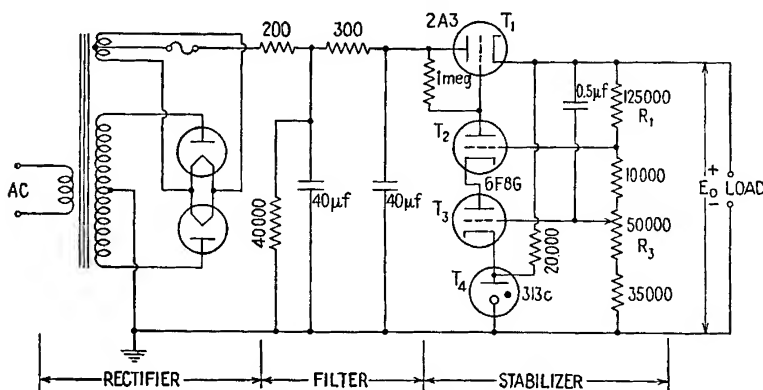 2A3 T1
200 300
1meg
0.5μf
125000
R1
T2
10000
AC
6F8G
E0
+
-
LOAD
40000
40μf
40μf
T3
20000
50000
R3
T4
313c
35000
RECTIFIER FILTER STABILIZER